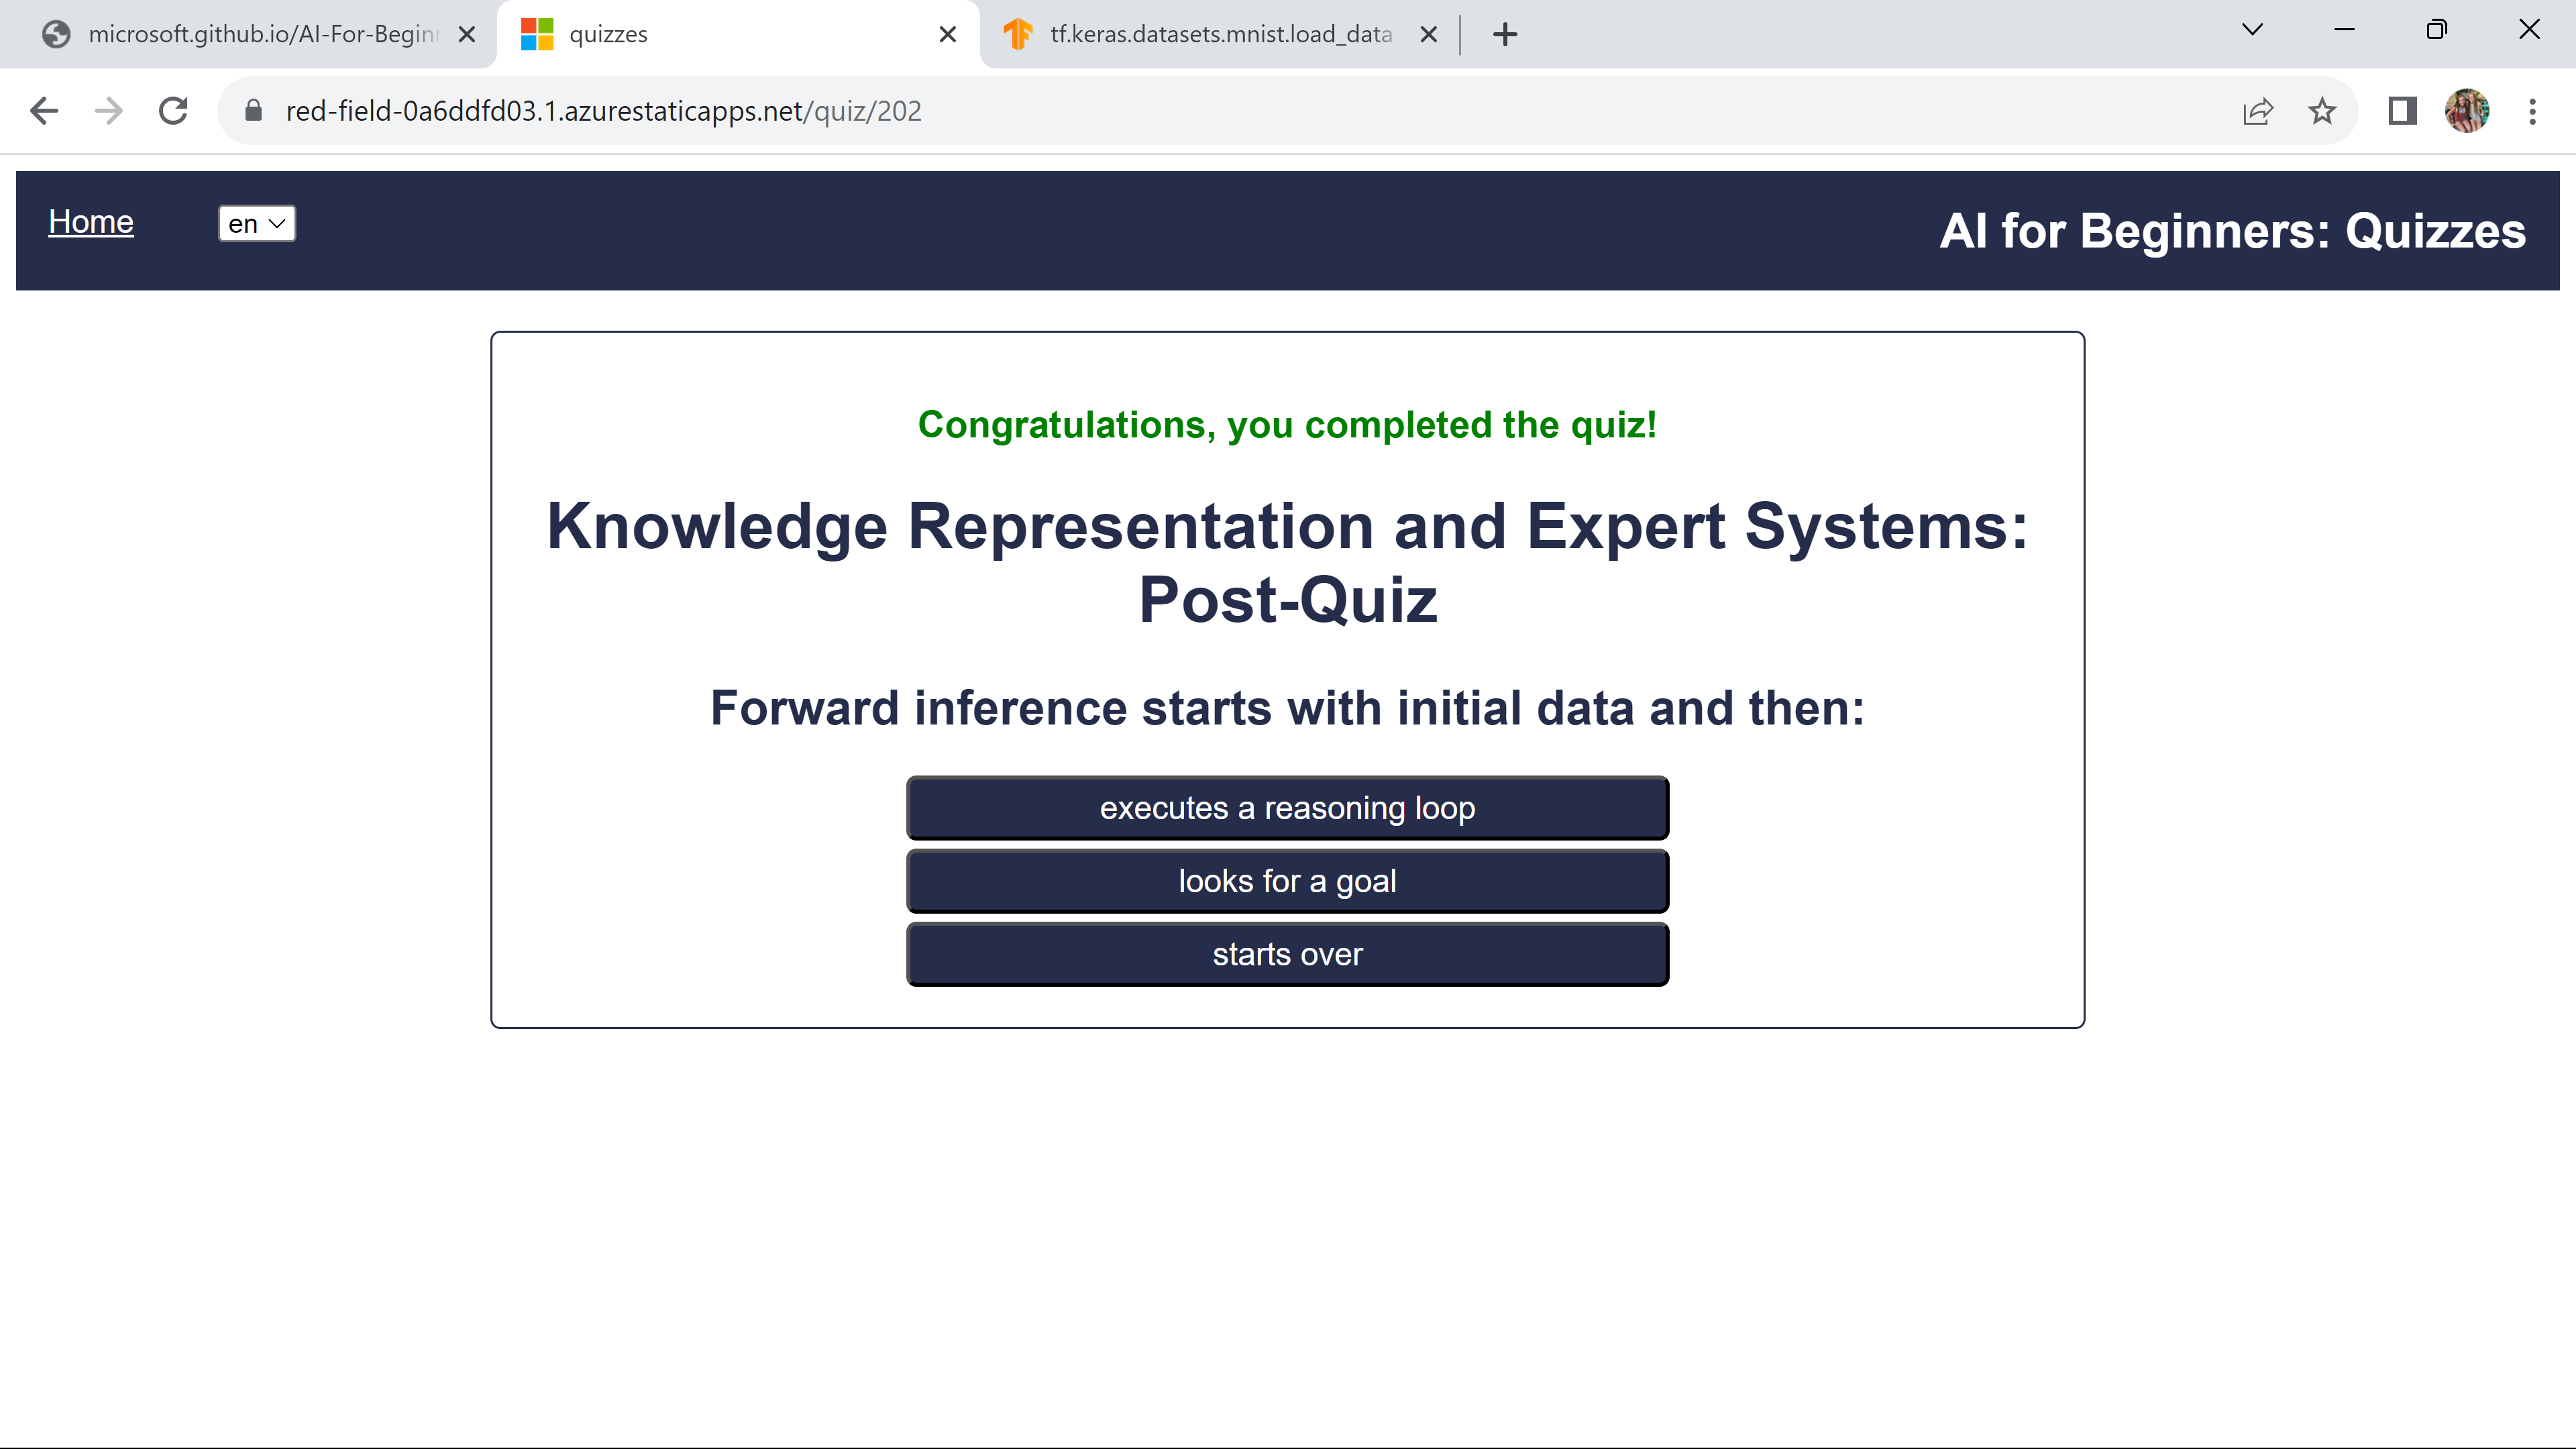 microsoft.github.io/AI-For-Begin
quizzes
tf.keras.datasets.mnist.load_data
red-field-0a6ddfd03.1.azurestaticapps.net/quiz/202
Home
en
AI for Beginners: Quizzes
Congratulations, you completed the quiz!
Knowledge Representation and Expert Systems:
Post-Quiz
Forward inference starts with initial data and then:
executes a reasoning loop
looks for a goal
starts over